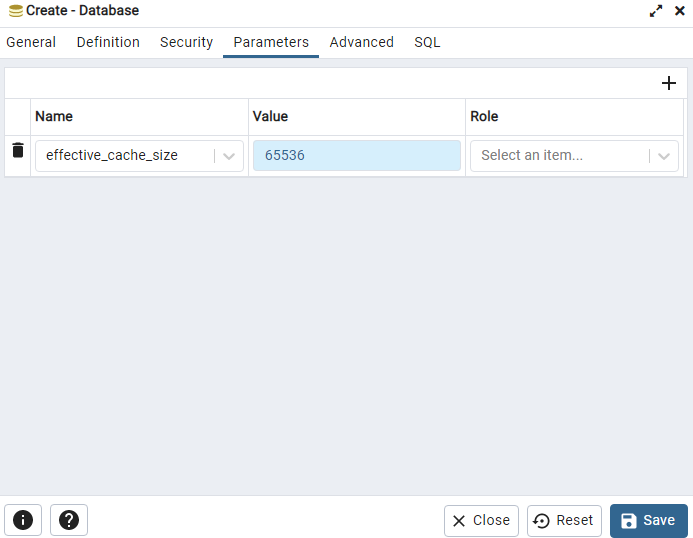 Create - Database
General Definition Security Parameters Advanced SQL
Name Value Role
effective_cache_size 65536 Select an item...
Close Reset Save